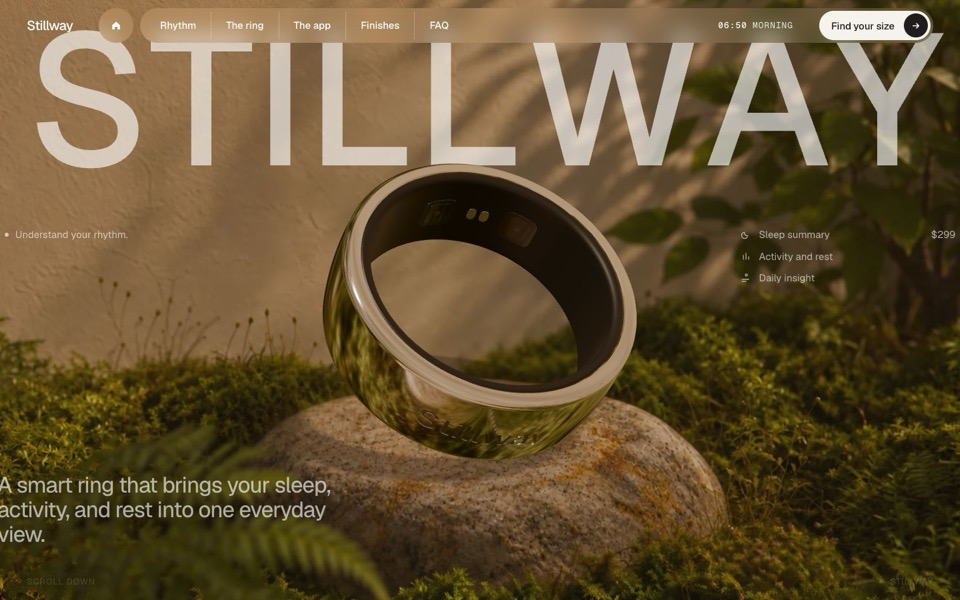 Stillway
Rhythm
The ring
The app
Finishes
FAQ
06:50 MORNING
Find your size
STILLWAY
Understand your rhythm.
Sleep summary
$299
Activity and rest
Daily insight
Stillway
A smart ring that brings your sleep,
activity, and rest into one everyday
view.
SCROLL DOWN
STILLWAY